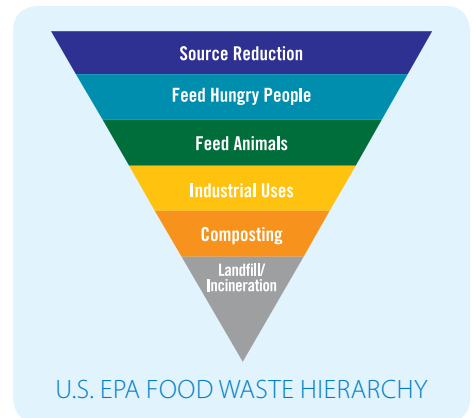 Source Reduction
Feed Hungry People
Feed Animals
Industrial Uses
Composting
Landfill/
Incineration
U.S. EPA FOOD WASTE HIERARCHY